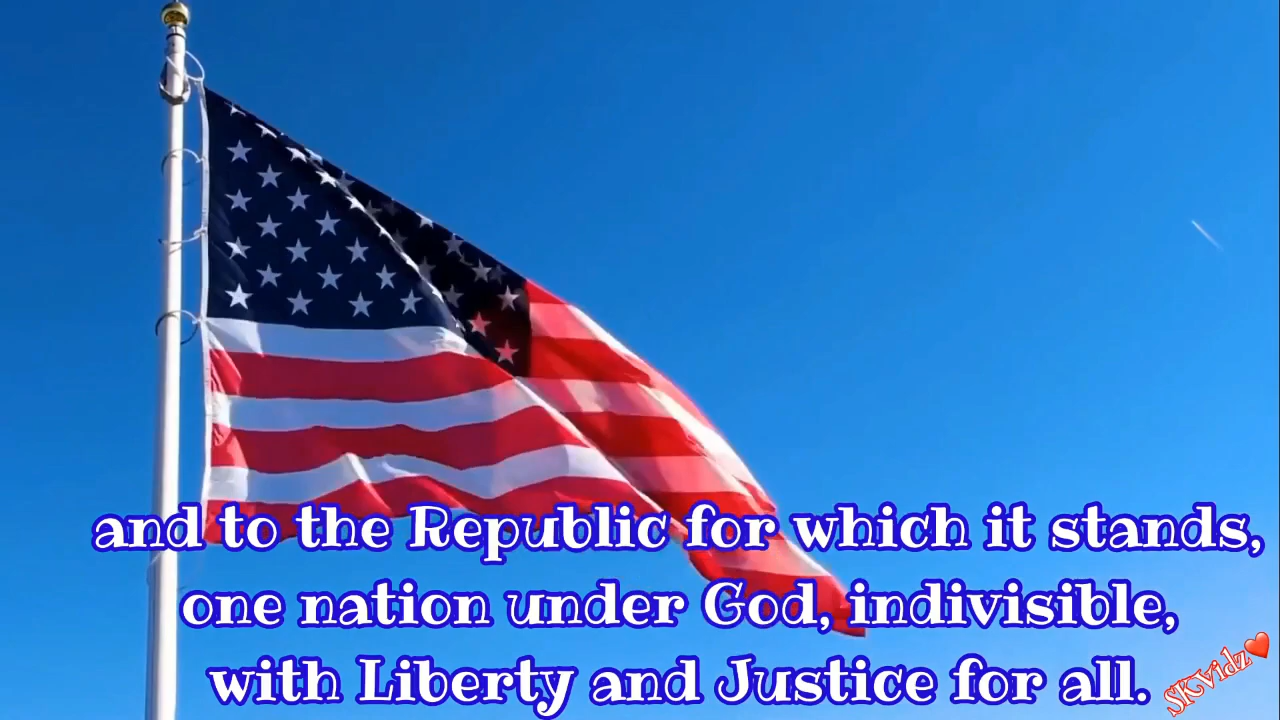 and to the Republic for which it stands,
one nation under God, indivisible,
with Liberty and Justice for all.
SKVidz